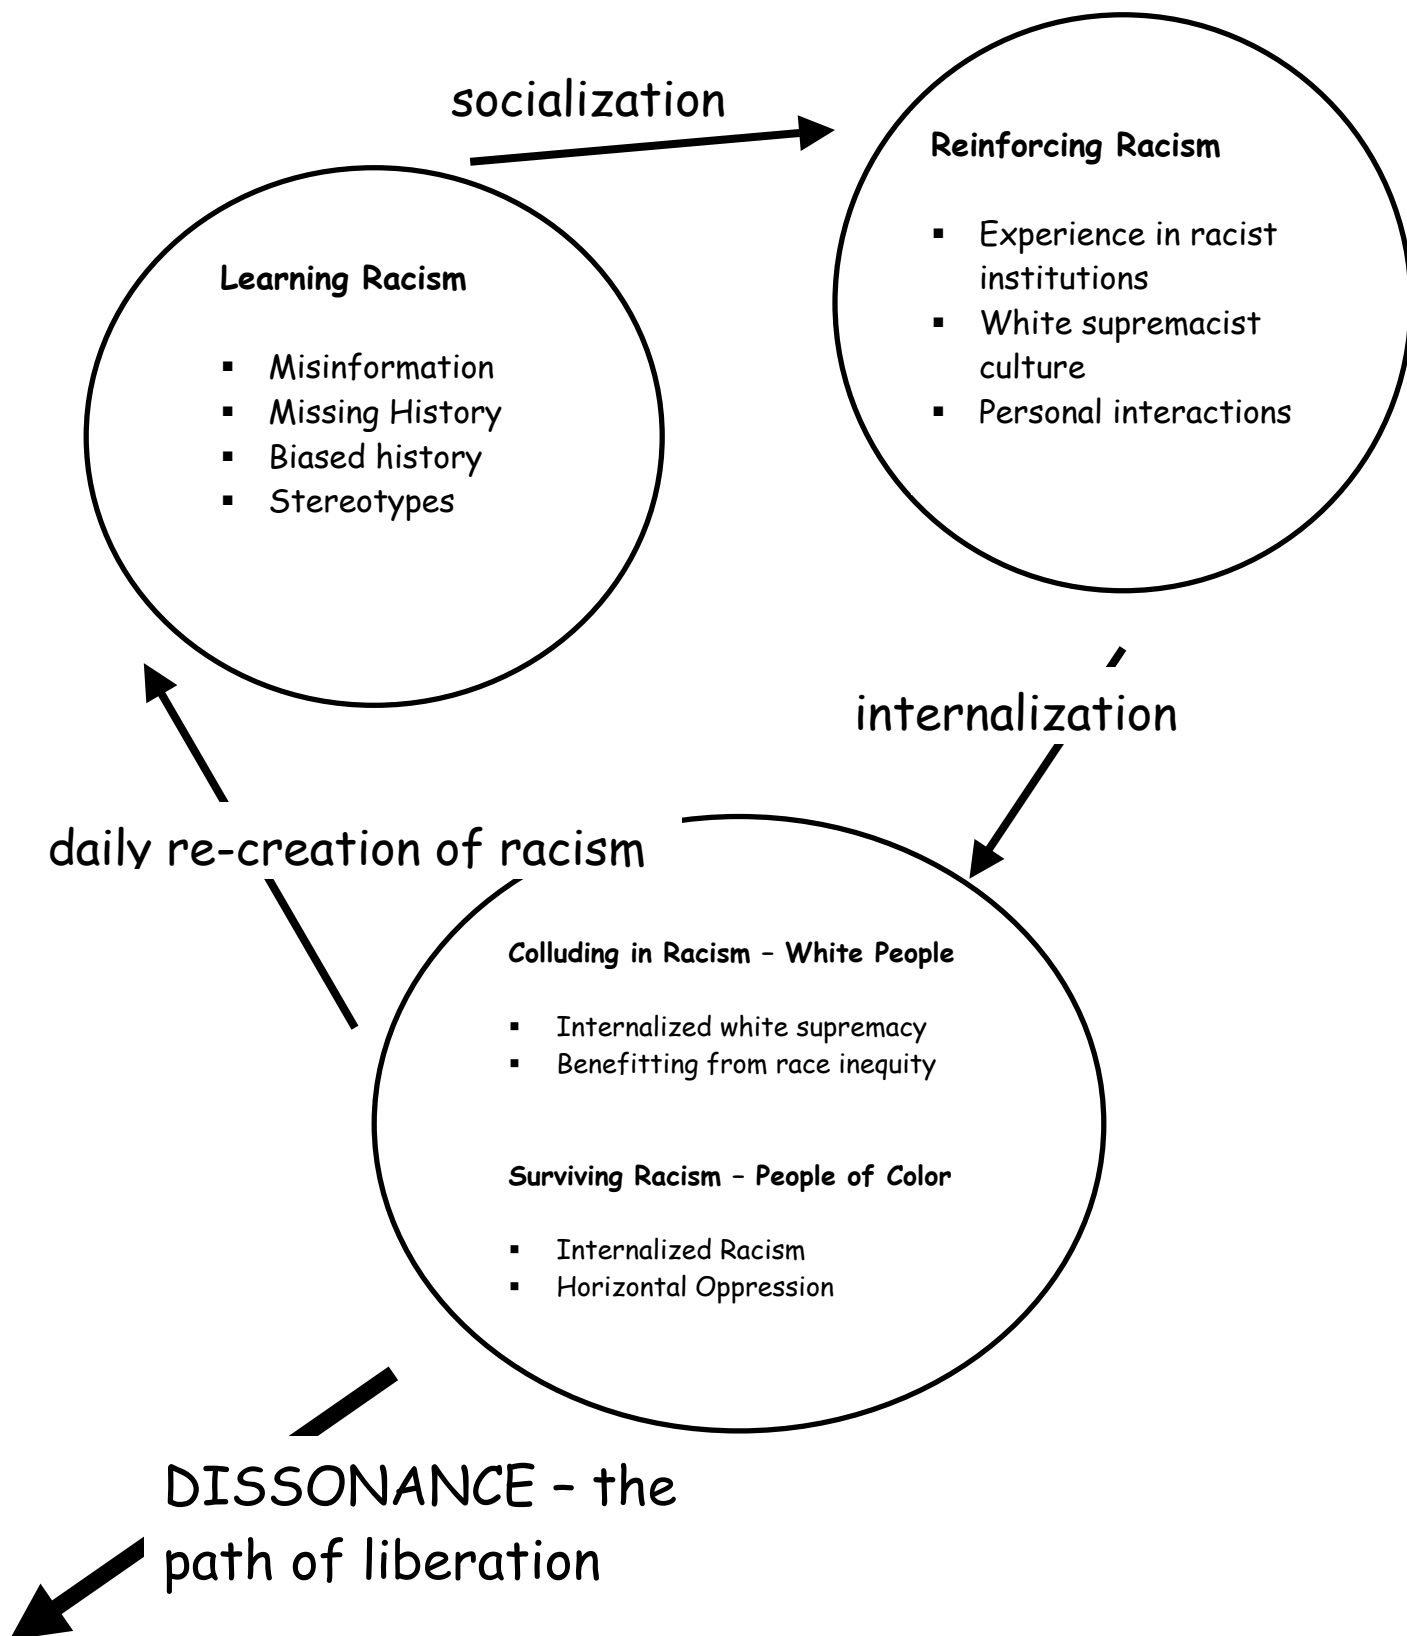 socialization
Reinforcing Racism
▪ Experience in racist
institutions
▪ White supremacist
culture
▪ Personal interactions
Learning Racism
▪ Misinformation
▪ Missing History
▪ Biased history
▪ Stereotypes
internalization
daily re-creation of racism
Colluding in Racism – White People
▪ Internalized white supremacy
▪ Benefitting from race inequity
Surviving Racism – People of Color
▪ Internalized Racism
▪ Horizontal Oppression
DISSONANCE – the
path of liberation